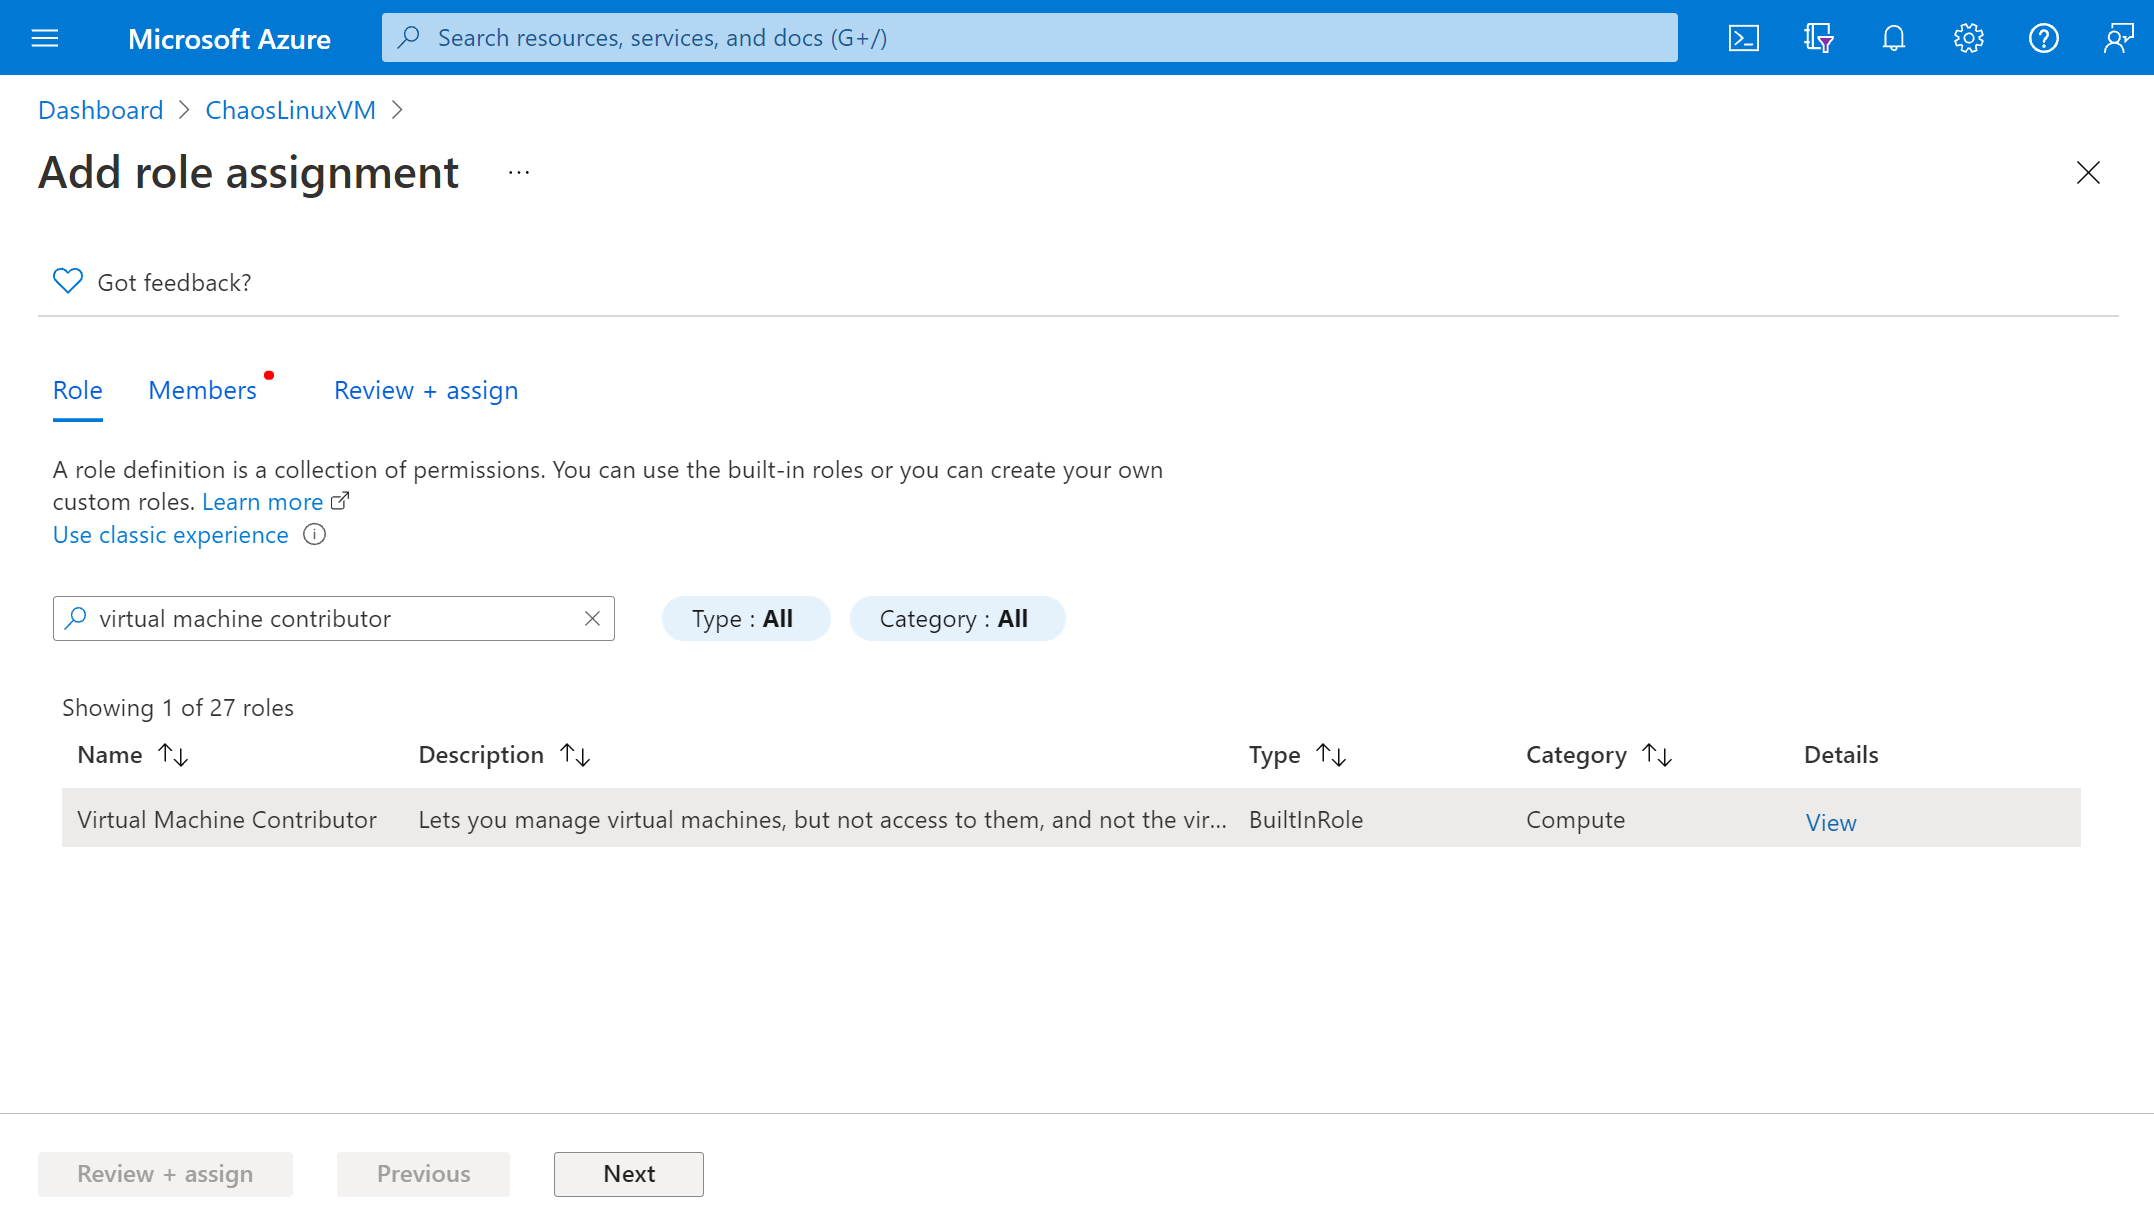 Microsoft Azure
Search resources, services, and docs (G+/)
Dashboard > ChaosLinuxVM >
Add role assignment ...
Got feedback?
Role Members Review + assign
A role definition is a collection of permissions. You can use the built-in roles or you can create your own
custom roles. Learn more
Use classic experience
virtual machine contributor
Type : All
Category : All
Showing 1 of 27 roles
Name Description Type Category Details
Virtual Machine Contributor Lets you manage virtual machines, but not access to them, and not the vir... BuiltInRole Compute View
Review + assign Previous Next